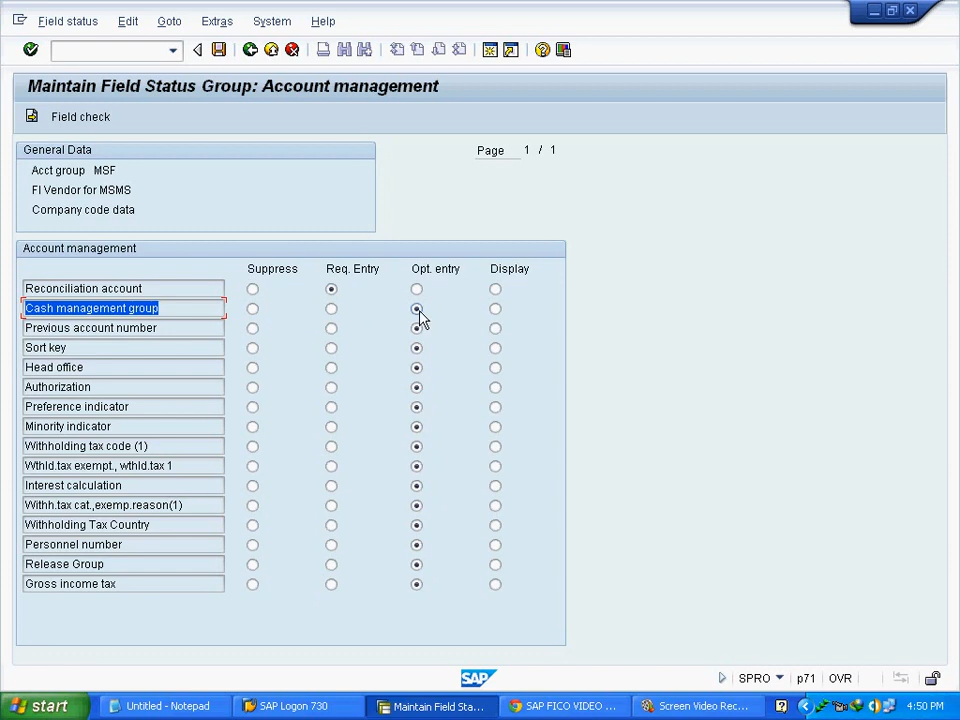 Field status Edit Goto Extras System Help
Maintain Field Status Group: Account management
Field check
General Data
Page 1 / 1
Acct group MSF
FI Vendor for MSMS
Company code data
Account management
Suppress Req. Entry Opt. entry Display
Reconciliation account
Cash management group
Previous account number
Sort key
Head office
Authorization
Preference indicator
Minority indicator
Withholding tax code (1)
Wthld.tax exempt., wthld.tax 1
Interest calculation
Withh.tax cat.,exemp.reason(1)
Withholding Tax Country
Personnel number
Release Group
Gross income tax
SAP
SPRO p71 OVR
start Untitled - Notepad SAP Logon 730 Maintain Field Sta... SAP FICO VIDEO ... Screen Video Rec... 4:50 PM